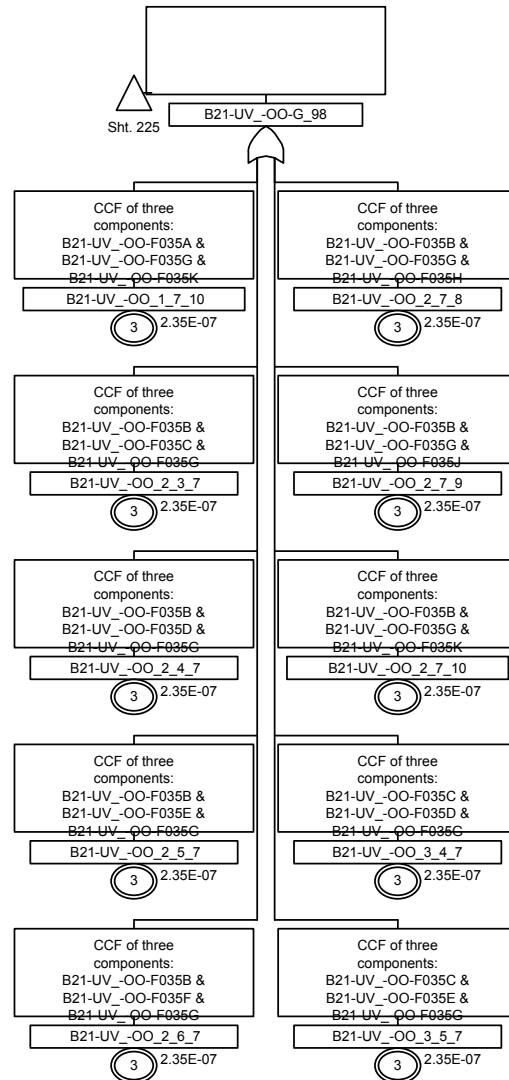 Sht. 225
B21-UV_-OO-G_98
CCF of three
components:
B21-UV_-OO-F035A &
B21-UV_-OO-F035G &
B21-UV_-OO-F035K
B21-UV_-OO_1_7_10
3
2.35E-07
CCF of three
components:
B21-UV_-OO-F035B &
B21-UV_-OO-F035G &
B21-UV_-OO-F035H
B21-UV_-OO_2_7_8
3
2.35E-07
CCF of three
components:
B21-UV_-OO-F035B &
B21-UV_-OO-F035C &
B21-UV_-OO-F035G
B21-UV_-OO_2_3_7
3
2.35E-07
CCF of three
components:
B21-UV_-OO-F035B &
B21-UV_-OO-F035G &
B21-UV_-OO-F035J
B21-UV_-OO_2_7_9
3
2.35E-07
CCF of three
components:
B21-UV_-OO-F035B &
B21-UV_-OO-F035D &
B21-UV_-OO-F035G
B21-UV_-OO_2_4_7
3
2.35E-07
CCF of three
components:
B21-UV_-OO-F035B &
B21-UV_-OO-F035G &
B21-UV_-OO-F035K
B21-UV_-OO_2_7_10
3
2.35E-07
CCF of three
components:
B21-UV_-OO-F035B &
B21-UV_-OO-F035E &
B21-UV_-OO-F035G
B21-UV_-OO_2_5_7
3
2.35E-07
CCF of three
components:
B21-UV_-OO-F035C &
B21-UV_-OO-F035D &
B21-UV_-OO-F035G
B21-UV_-OO_3_4_7
3
2.35E-07
CCF of three
components:
B21-UV_-OO-F035B &
B21-UV_-OO-F035F &
B21-UV_-OO-F035G
B21-UV_-OO_2_6_7
3
2.35E-07
CCF of three
components:
B21-UV_-OO-F035C &
B21-UV_-OO-F035E &
B21-UV_-OO-F035G
B21-UV_-OO_3_5_7
3
2.35E-07